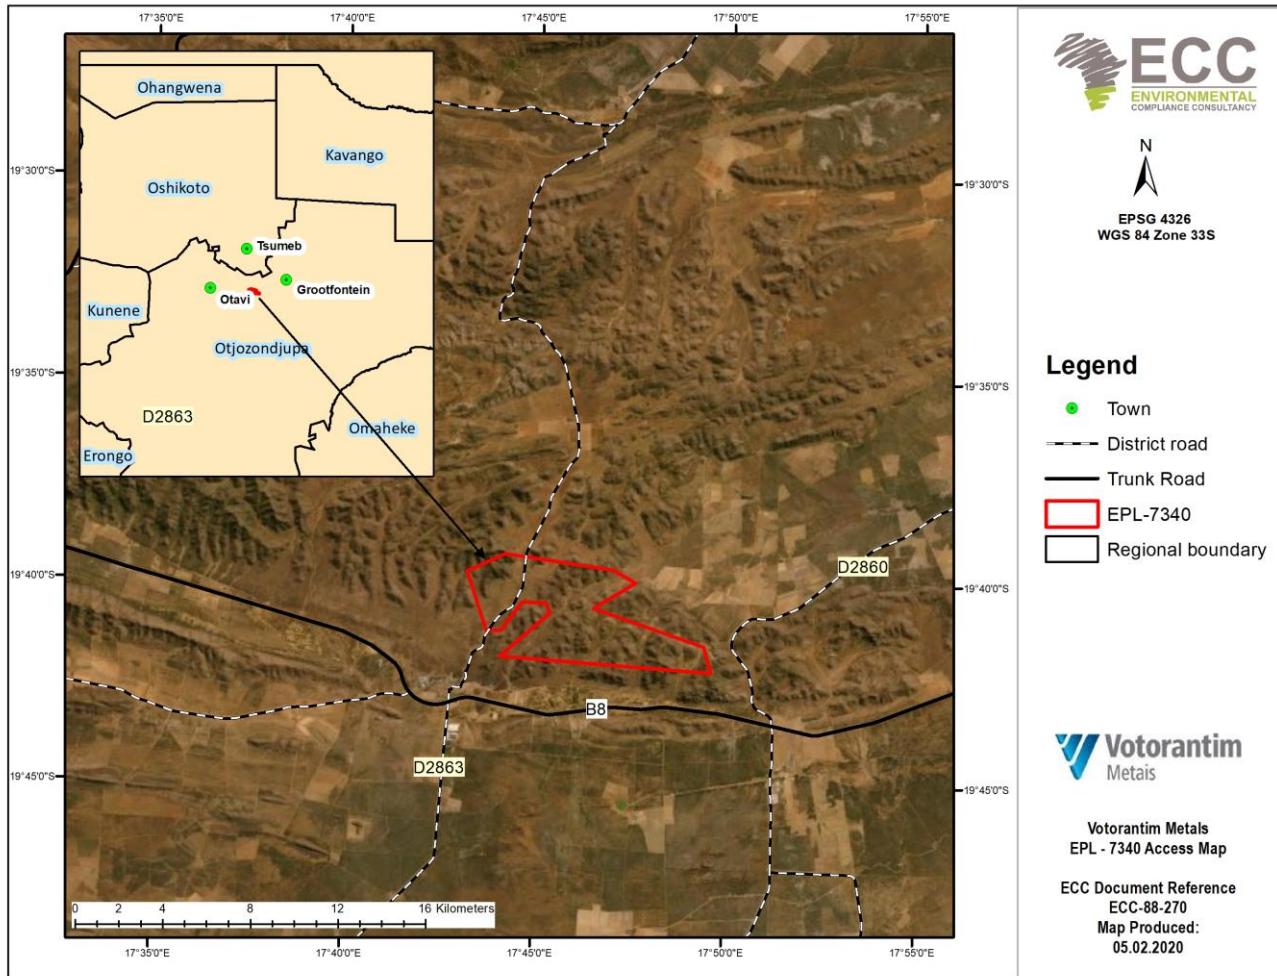 17°35'0"E
17°40'0"E
17°45'0"E
17°50'0"E
17°55'0"E
19°30'0"S
19°35'0"S
19°40'0"S
19°45'0"S
Ohangwena
Kavango
Oshikoto
Tsumeb
Grootfontein
Otavi
Kunene
Otjozondjupa
D2863
Omaheke
Erongo
D2860
B8
D2863
0 2 4 8 12 16 Kilometers
19°30'0"S
19°35'0"S
19°40'0"S
19°45'0"S
17°35'0"E
17°40'0"E
17°45'0"E
17°50'0"E
17°55'0"E
ECC
ENVIRONMENTAL
COMPLIANCE CONSULTANCY
N
EPSG 4326
WGS 84 Zone 33S
Legend
Town
District road
Trunk Road
EPL-7340
Regional boundary
Votorantim
Metais
Votorantim Metals
EPL - 7340 Access Map
ECC Document Reference
ECC-88-270
Map Produced:
05.02.2020